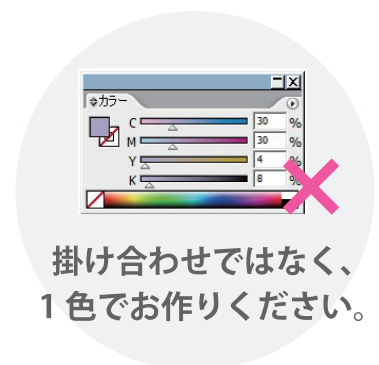 カラー
C 30 %
M 30 %
Y 4 %
K 8 %
掛け合わせではなく、
1色でお作りください。